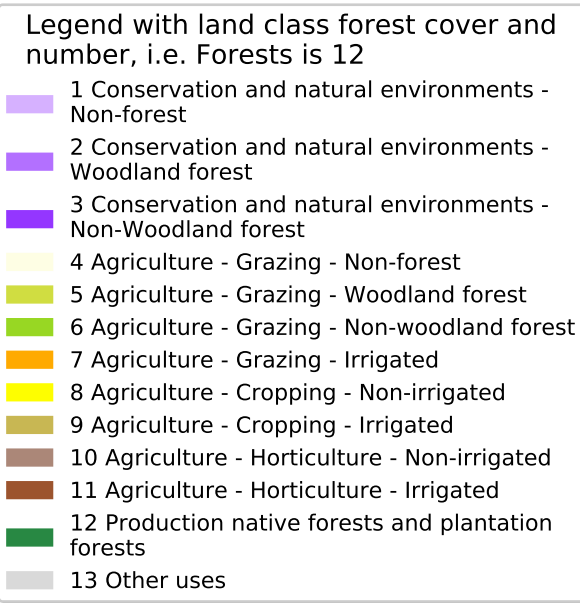 Legend with land class forest cover and
number, i.e. Forests is 12
1 Conservation and natural environments -
Non-forest
2 Conservation and natural environments -
Woodland forest
3 Conservation and natural environments -
Non-Woodland forest
4 Agriculture - Grazing - Non-forest
5 Agriculture - Grazing - Woodland forest
6 Agriculture - Grazing - Non-woodland forest
7 Agriculture - Grazing - Irrigated
8 Agriculture - Cropping - Non-irrigated
9 Agriculture - Cropping - Irrigated
10 Agriculture - Horticulture - Non-irrigated
11 Agriculture - Horticulture - Irrigated
12 Production native forests and plantation
forests
13 Other uses